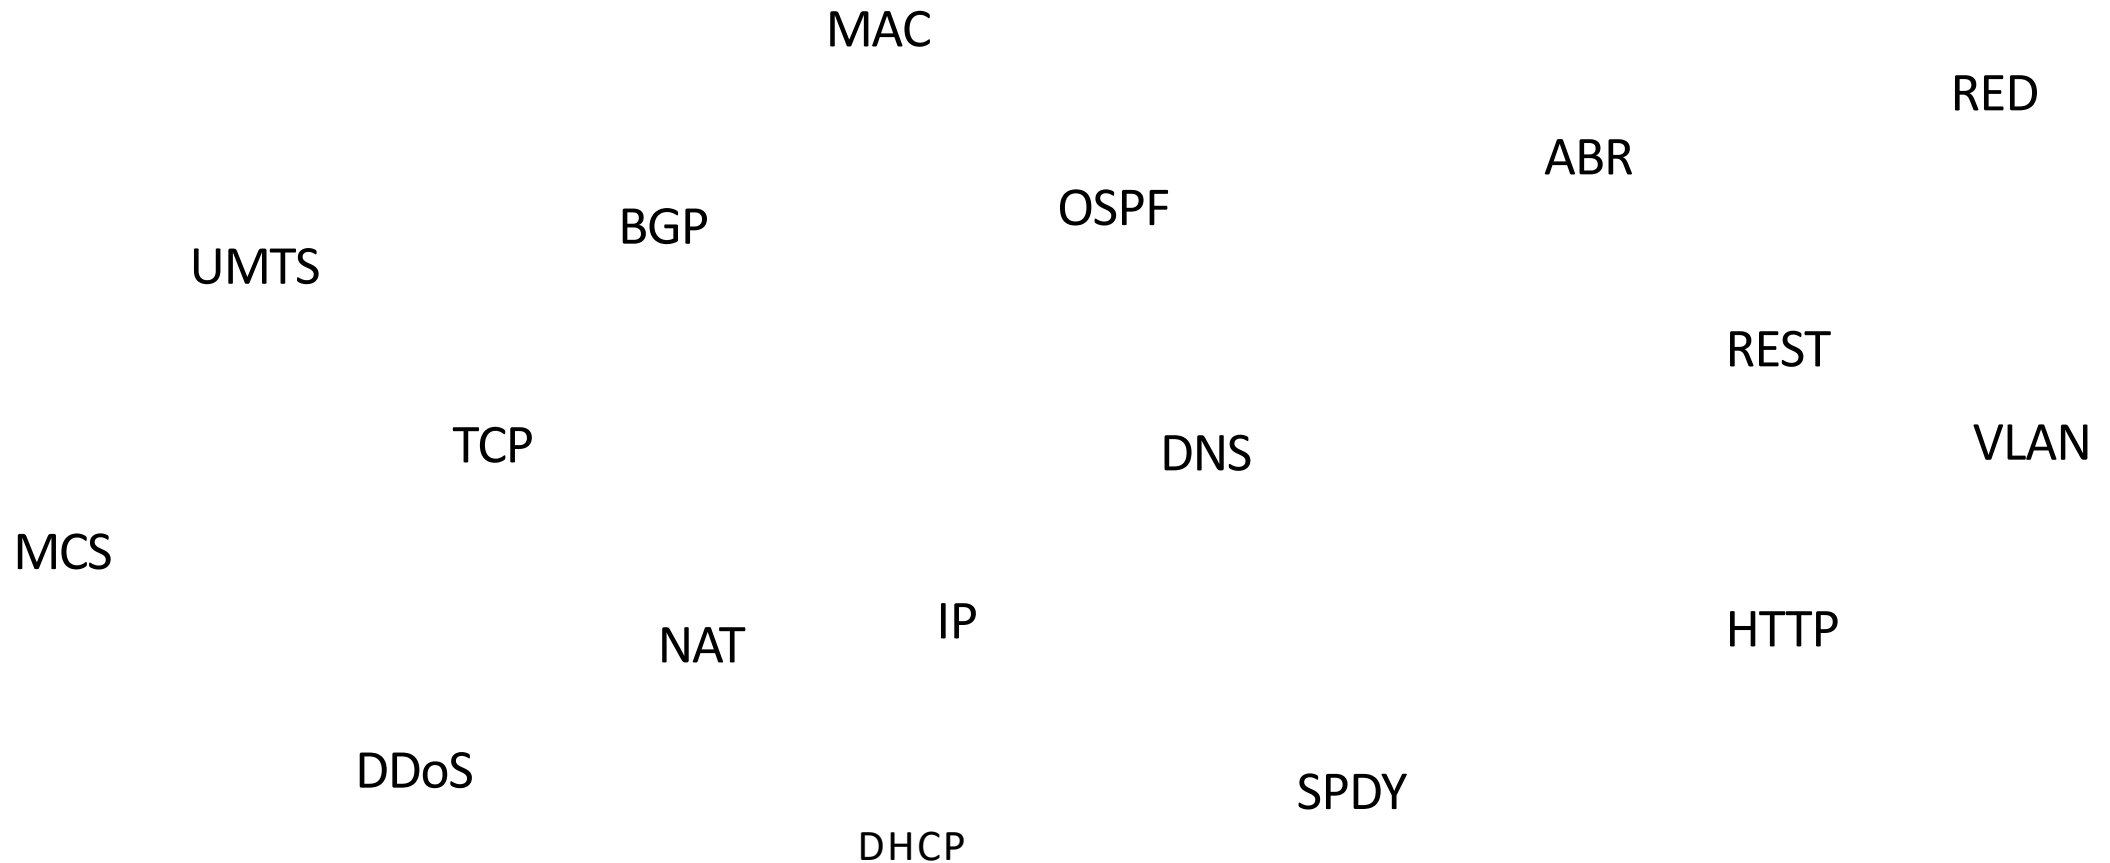 MAC
RED
ABR
OSPF
BGP
UMTS
REST
TCP
DNS
VLAN
MCS
IP
NAT
HTTP
DDoS
SPDY
DHCP